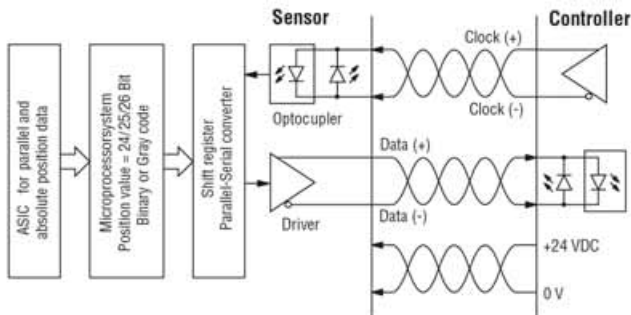 Sensor
Controller
ASIC for parallel and
absolute position data
Microprocessorsystem
Position value = 24/25/26 Bit
Binary or Gray code
Shift register
Parallel-Serial converter
Optocupler
Clock (+)
Clock (-)
Driver
Data (+)
Data (-)
+24 VDC
0 V